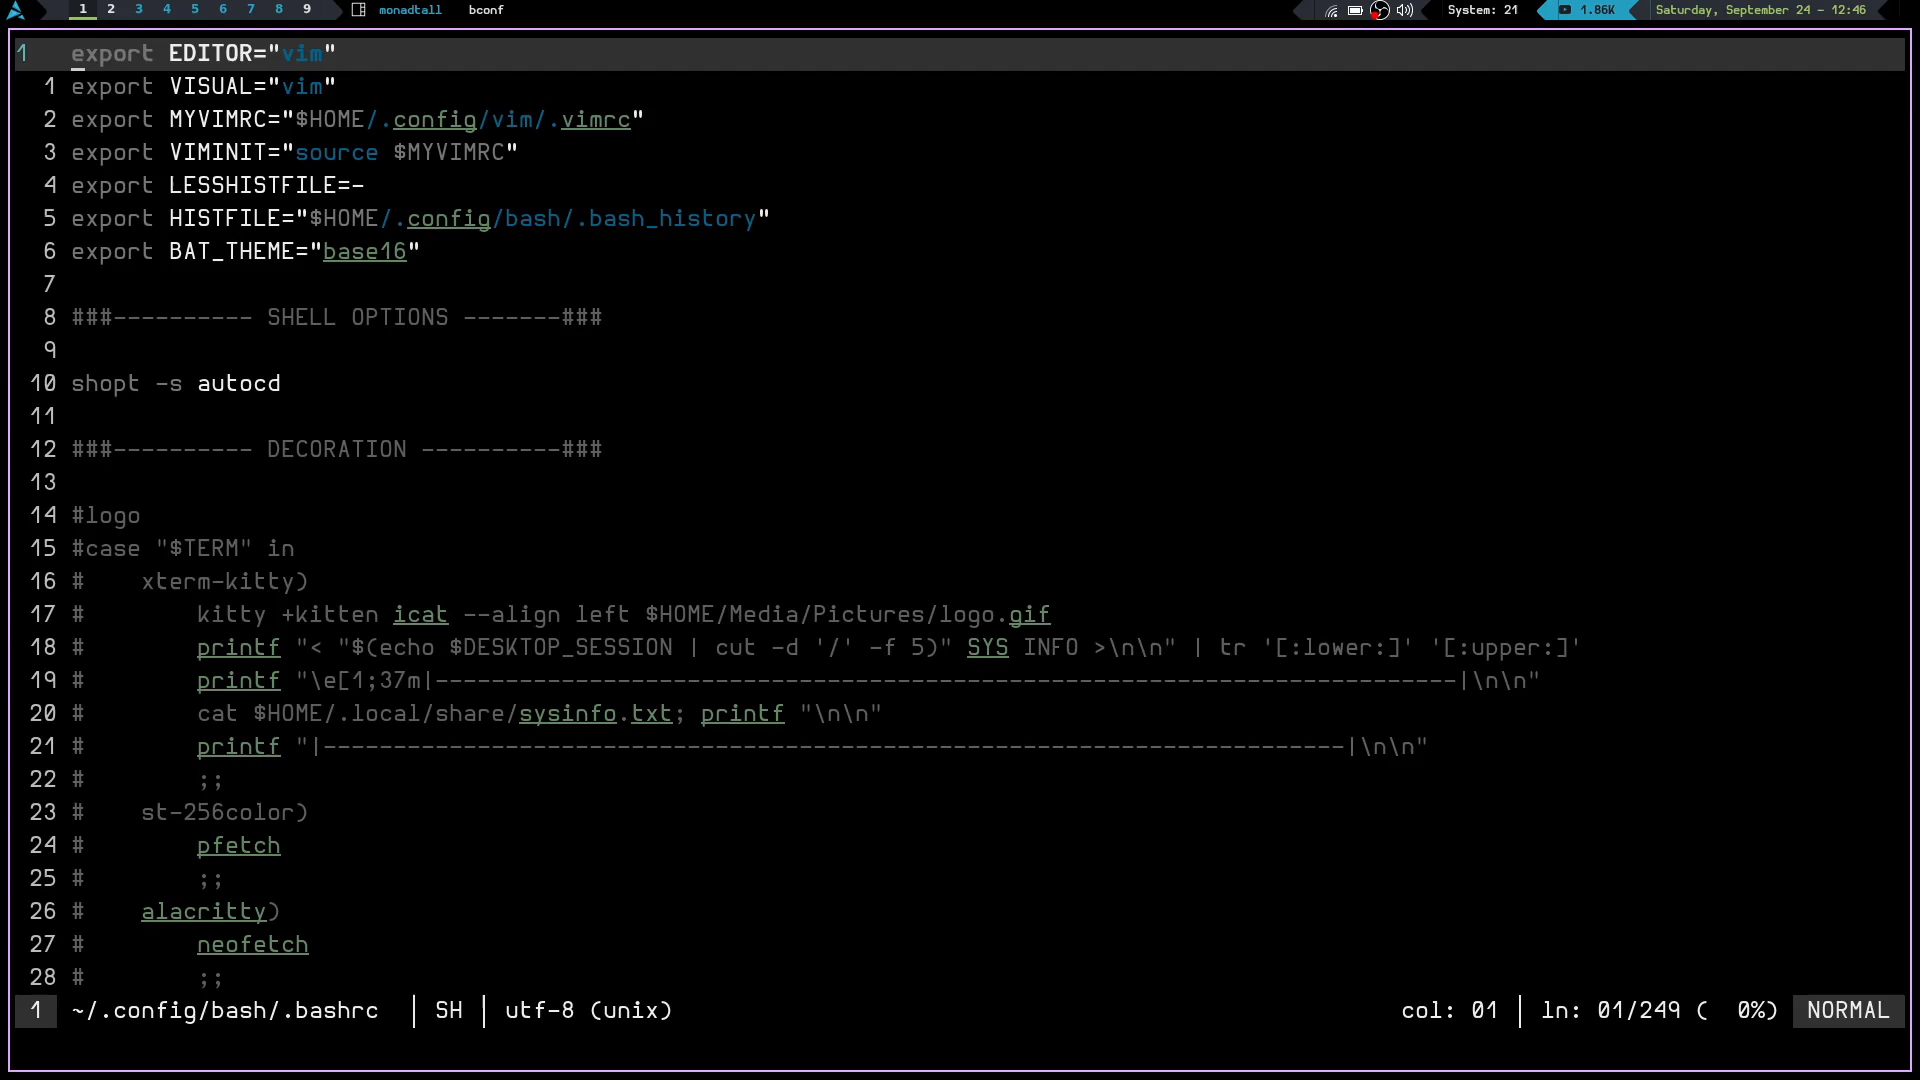 1 2 3 4 5 6 7 8 9 monadtall bconf System: 21 1.86K Saturday, September 24 - 12:46
1 export EDITOR="vim"
1 export VISUAL="vim"
2 export MYVIMRC="$HOME/.config/vim/.vimrc"
3 export VIMINIT="source $MYVIMRC"
4 export LESSHISTFILE=-
5 export HISTFILE="$HOME/.config/bash/.bash_history"
6 export BAT_THEME="base16"
7
8 ###---------- SHELL OPTIONS -------###
9
10 shopt -s autocd
11
12 ###---------- DECORATION ----------###
13
14 #logo
15 #case "$TERM" in
16 #    xterm-kitty)
17 #        kitty +kitten icat --align left $HOME/Media/Pictures/logo.gif
18 #        printf "< "$(echo $DESKTOP_SESSION | cut -d '/' -f 5)" SYS INFO >\n\n" | tr '[:lower:]' '[:upper:]'
19 #        printf "\e[1;37m|-------------------------------------------------------------------------|\n\n"
20 #        cat $HOME/.local/share/sysinfo.txt; printf "\n\n"
21 #        printf "|-------------------------------------------------------------------------|\n\n"
22 #        ;;
23 #    st-256color)
24 #        pfetch
25 #        ;;
26 #    alacritty)
27 #        neofetch
28 #        ;;
1 ~/.config/bash/.bashrc | SH | utf-8 (unix) col: 01 | ln: 01/249 (  0%) NORMAL